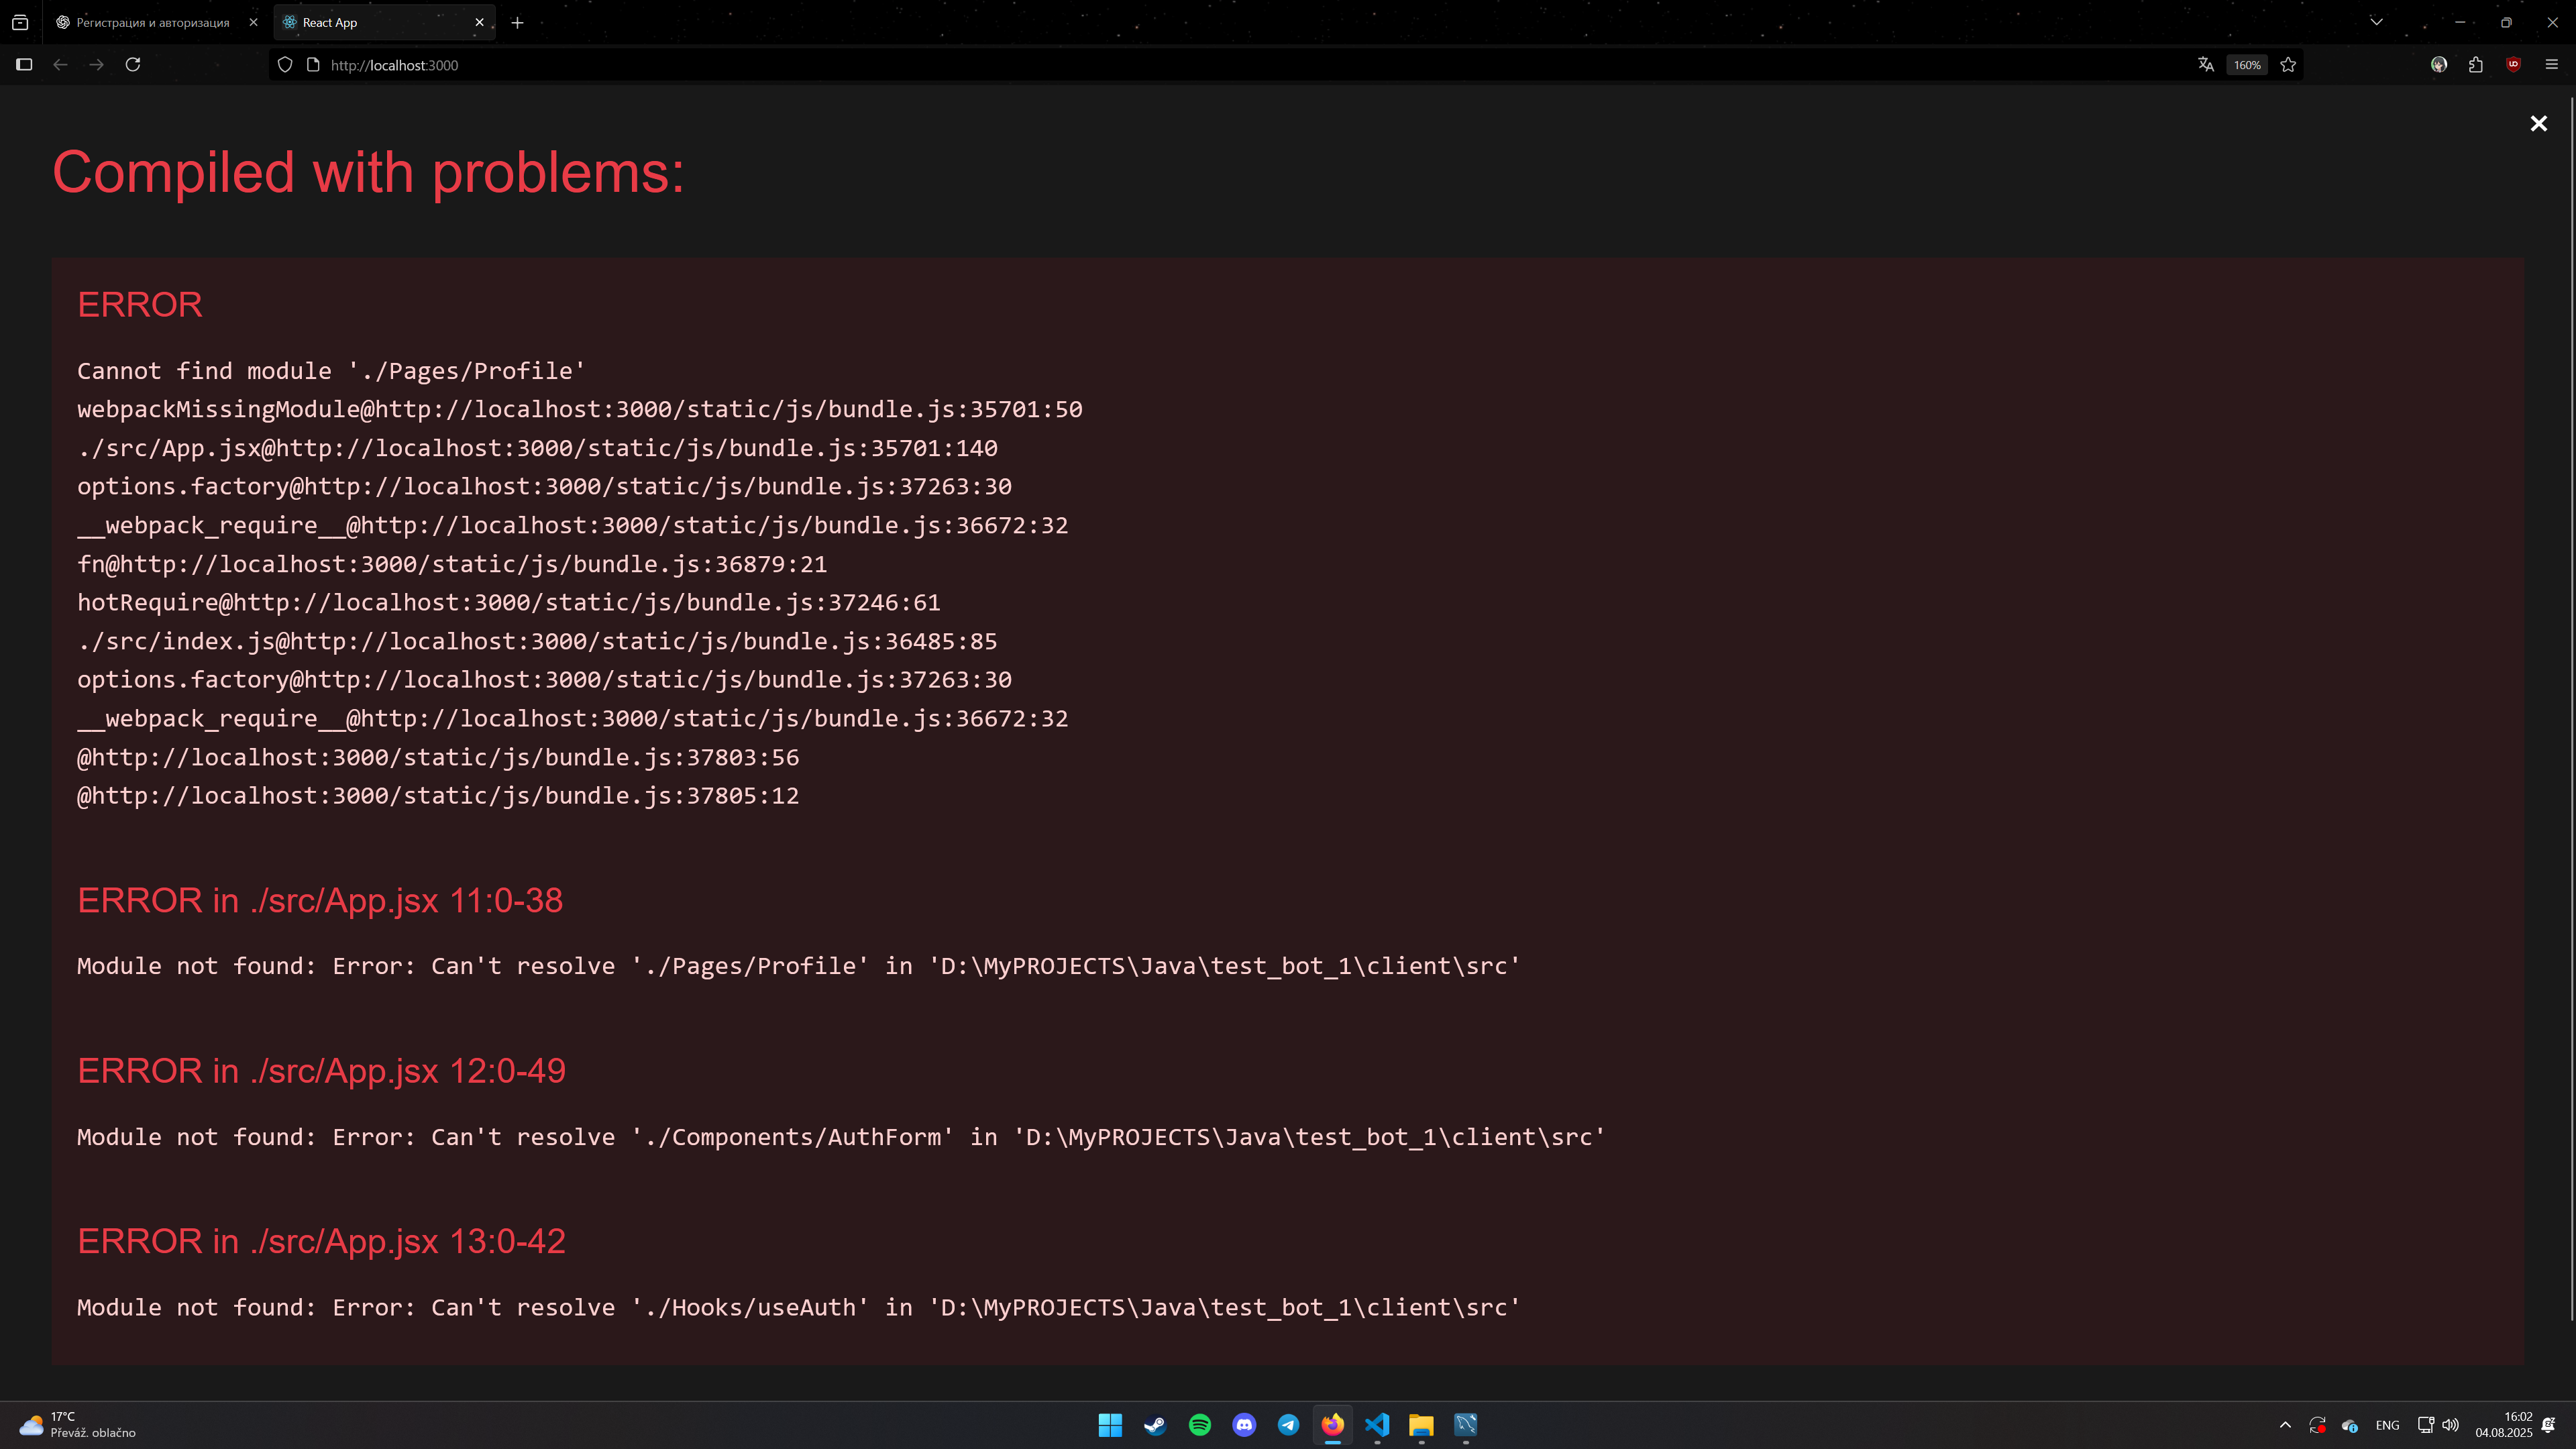 Регистрация и авторизация
React App
http://localhost:3000
160%
Compiled with problems:
ERROR
Cannot find module './Pages/Profile'
webpackMissingModule@http://localhost:3000/static/js/bundle.js:35701:50
./src/App.jsx@http://localhost:3000/static/js/bundle.js:35701:140
options.factory@http://localhost:3000/static/js/bundle.js:37263:30
__webpack_require__@http://localhost:3000/static/js/bundle.js:36672:32
fn@http://localhost:3000/static/js/bundle.js:36879:21
hotRequire@http://localhost:3000/static/js/bundle.js:37246:61
./src/index.js@http://localhost:3000/static/js/bundle.js:36485:85
options.factory@http://localhost:3000/static/js/bundle.js:37263:30
__webpack_require__@http://localhost:3000/static/js/bundle.js:36672:32
@http://localhost:3000/static/js/bundle.js:37803:56
@http://localhost:3000/static/js/bundle.js:37805:12
ERROR in ./src/App.jsx 11:0-38
Module not found: Error: Can't resolve './Pages/Profile' in 'D:\MyPROJECTS\Java\test_bot_1\client\src'
ERROR in ./src/App.jsx 12:0-49
Module not found: Error: Can't resolve './Components/AuthForm' in 'D:\MyPROJECTS\Java\test_bot_1\client\src'
ERROR in ./src/App.jsx 13:0-42
Module not found: Error: Can't resolve './Hooks/useAuth' in 'D:\MyPROJECTS\Java\test_bot_1\client\src'
17°C
Převáž. oblačno
ENG
16:02
04.08.2025